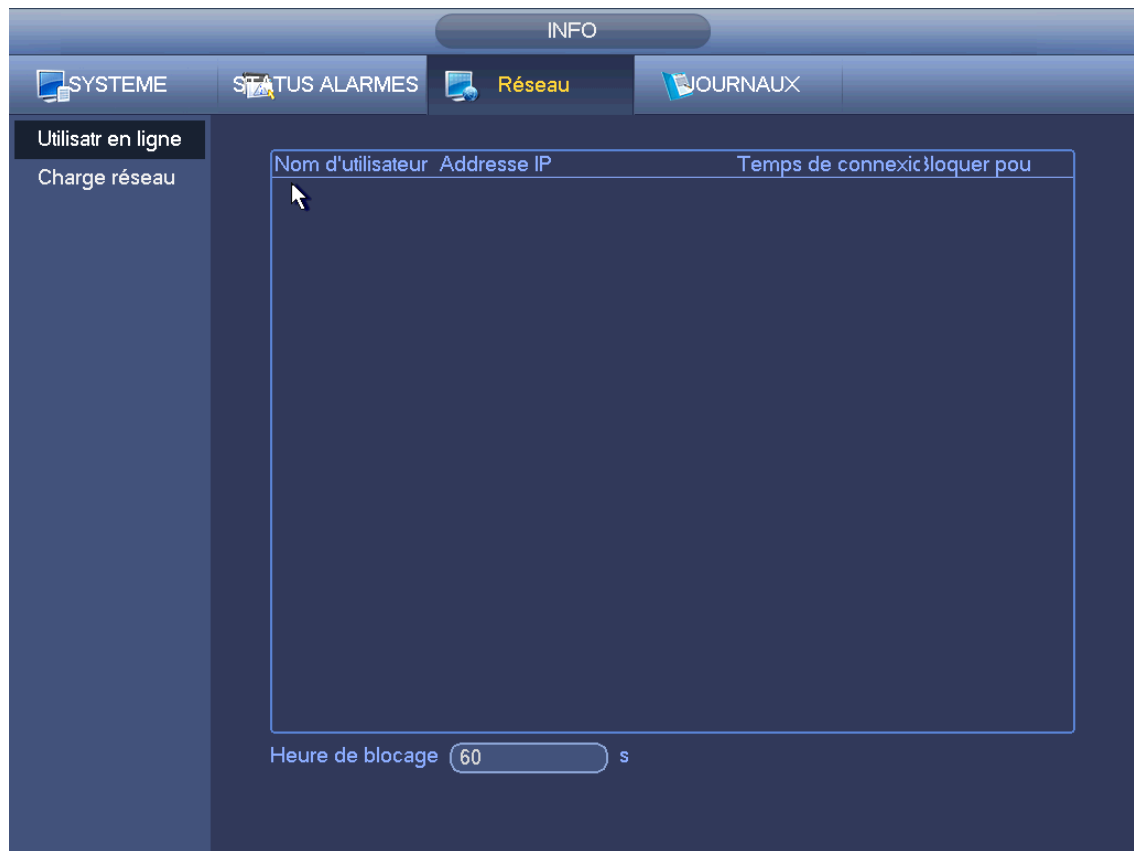 INFO
SYSTEME STATUS ALARMES Réseau JOURNAUX
Utilisatr en ligne
Charge réseau
Nom d'utilisateur Addresse IP Temps de connexic loquer pou
Heure de blocage 60 s